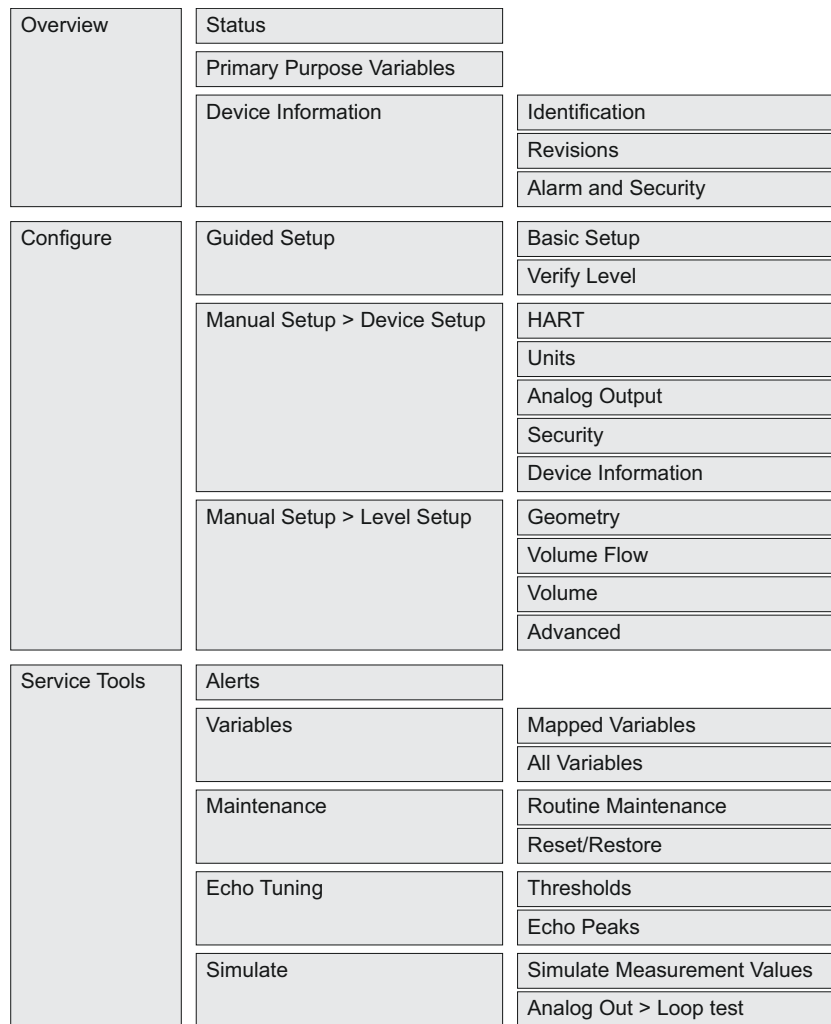 Overview
Status
Primary Purpose Variables
Device Information
Identification
Revisions
Alarm and Security
Configure
Guided Setup
Basic Setup
Verify Level
Manual Setup > Device Setup
HART
Units
Analog Output
Security
Device Information
Manual Setup > Level Setup
Geometry
Volume Flow
Volume
Advanced
Service Tools
Alerts
Variables
Mapped Variables
All Variables
Maintenance
Routine Maintenance
Reset/Restore
Echo Tuning
Thresholds
Echo Peaks
Simulate
Simulate Measurement Values
Analog Out > Loop test